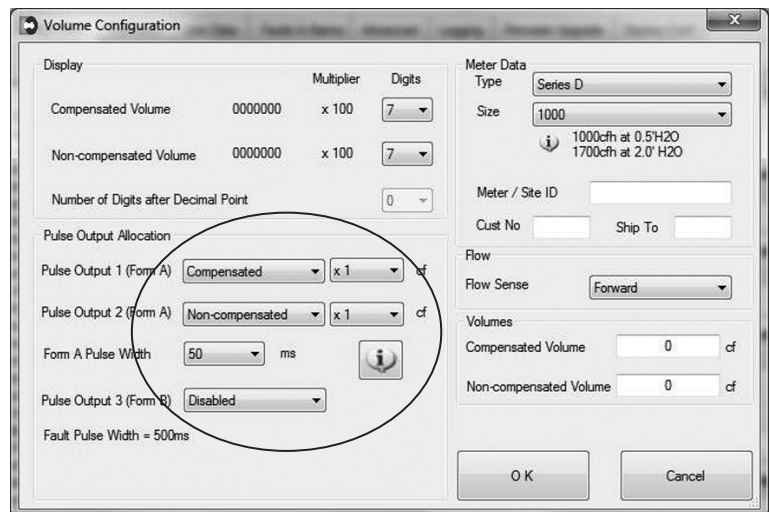 Volume Configuration
Display
Multiplier Digits
Compensated Volume 0000000 x 100 7
Non-compensated Volume 0000000 x 100 7
Number of Digits after Decimal Point 0
Pulse Output Allocation
Pulse Output 1 (Form A) Compensated x 1 cf
Pulse Output 2 (Form A) Non-compensated x 1 cf
Form A Pulse Width 50 ms
Pulse Output 3 (Form B) Disabled
Fault Pulse Width = 500ms
Meter Data
Type Series D
Size 1000
1000cfh at 0.5'H2O
1700cfh at 2.0' H2O
Meter / Site ID
Cust No Ship To
Flow
Flow Sense Forward
Volumes
Compensated Volume 0 cf
Non-compensated Volume 0 cf
O K Cancel